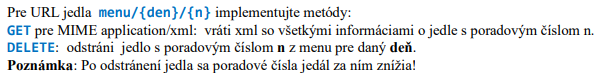 Pre URL jedla menu/{den}/{n} implementujte metódy:
GET pre MIME application/xml: vráti xml so všetkými informáciami o jedle s poradovým číslom n.
DELETE: odstráni jedlo s poradovým číslom n z menu pre daný deň.
Poznámka: Po odstránení jedla sa poradové čísla jedál za ním znížia!